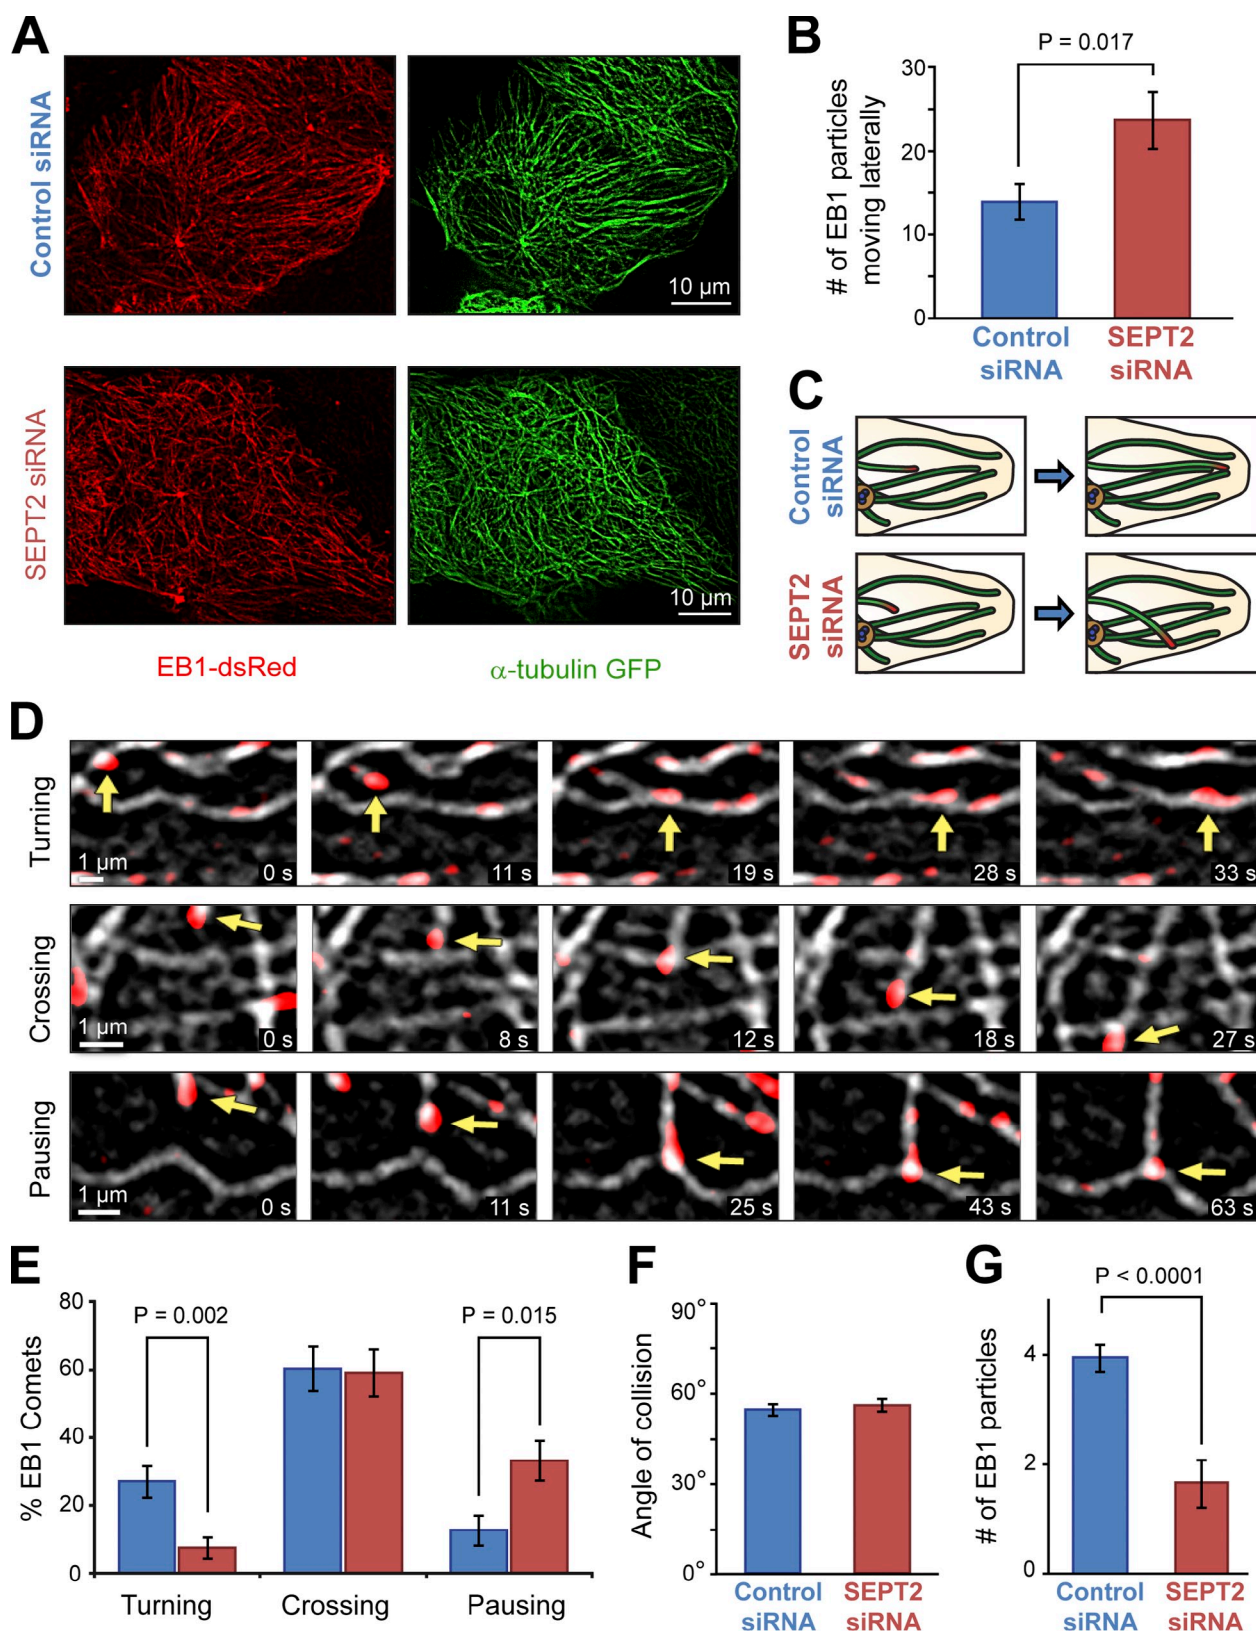 A
Control siRNA
10 µm
SEPT2 siRNA
10 µm
EB1-dsRed
α-tubulin GFP
B
P = 0.017
# of EB1 particles
moving laterally
30
20
10
0
Control
siRNA
SEPT2
siRNA
C
Control
siRNA
SEPT2
siRNA
D
Turning
1 µm
0 s
11 s
19 s
28 s
33 s
Crossing
1 µm
0 s
8 s
12 s
18 s
27 s
Pausing
1 µm
0 s
11 s
25 s
43 s
63 s
E
% EB1 Comets
80
60
40
20
0
P = 0.002
P = 0.015
Turning
Crossing
Pausing
F
Angle of collision
90°
60°
30°
0°
Control
siRNA
SEPT2
siRNA
G
P < 0.0001
# of EB1 particles
4
2
0
Control
siRNA
SEPT2
siRNA